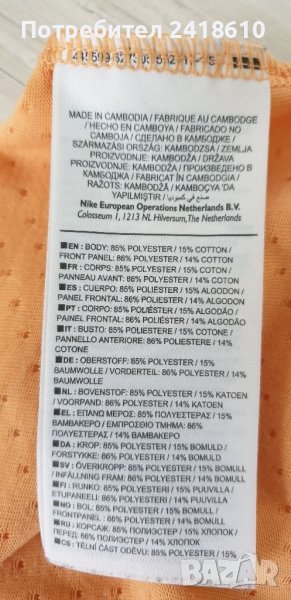 Потребител 2418610
MADE IN CAMBODIA / FABRIQUE AU CAMBODGE
/ HECHO EN CAMBOYA / FABRICADO NO
CAMBOJA / СДЕЛАНО В КАМБОДЖЕ /
SZÁRMAZÁSI ORSZÁG: KAMBODZSA / ZEMLJA
PROIZVODNJE: KAMBODŽA / DRŽAVA
PROIZVODNJE: KAMBODŽA / ПРОИЗВЕДЕНО В
КАМБОДЖА / FABRICAT ÎN CAMBODGIA /
RAŽOTS: KAMBODŽĀ / KAMBOÇYA'DA
YAPILMIŞTIR /
Nike European Operations Netherlands B.V.
Colosseum 1, 1213 NL Hilversum, The Netherlands
EN: BODY: 85% POLYESTER / 15% COTTON /
FRONT PANEL: 86% POLYESTER / 14% COTTON
FR: CORPS: 85% POLYESTER / 15% COTON /
PANNEAU AVANT: 86% POLYESTER / 14% COTON
ES: CUERPO: 85% POLIÉSTER / 15% ALGODÓN
PANEL FRONTAL: 86% POLIÉSTER / 14% ALGODÓN
PT: CORPO: 85% POLIÉSTER / 15% ALGODÃO /
PAINEL FRONTAL: 86% POLIÉSTER / 14% ALGODÃO
IT: BUSTO: 85% POLIESTERE / 15% COTONE /
PANNELLO ANTERIORE: 86% POLIESTERE / 14%
COTONE
DE: OBERSTOFF: 85% POLYESTER / 15%
BAUMWOLLE / VORDERTEIL: 86% POLYESTER / 14%
BAUMWOLLE
NL: BOVENSTOF: 85% POLYESTER / 15% KATOEN
/ VOORPAND: 86% POLYESTER / 14% KATOEN
EL: ΕΠΑΝΩ ΜΕΡΟΣ: 85% ΠΟΛΥΕΣΤΕΡΑΣ / 15%
ΒΑΜΒΑΚΕΡΟ / ΕΜΠΡΟΣΘΙΟ ΤΜΗΜΑ: 86%
ΠΟΛΥΕΣΤΕΡΑΣ / 14% ΒΑΜΒΑΚΕΡΟ
DA: KROP: 85% POLYESTER / 15% BOMULD /
FORSTYKKE: 86% POLYESTER / 14% BOMULD
SV: ÖVERKROPP: 85% POLYESTER / 15% BOMULL
/ INFÄLLNING FRAM: 86% POLYESTER / 14% BOMULL
FI: RUNKO: 85% POLYESTERI / 15% PUUVILLA /
ETUPANEELI: 86% POLYESTERI / 14% PUUVILLA
NO: BOL: 85% POLYESTER / 15% BOMULL /
FRONTPANEL: 86% POLYESTER / 14% BOMULL
RU: КОРСАЖ: 85% ПОЛИЭСТЕР / 15% ХЛОПОК /
ПЕРЕД: 86% ПОЛИЭСТЕР / 14% ХЛОПОК
CS: TĚLNÍ ČÁST ODĚVU: 85% POLYESTER / 15%
BAZAR